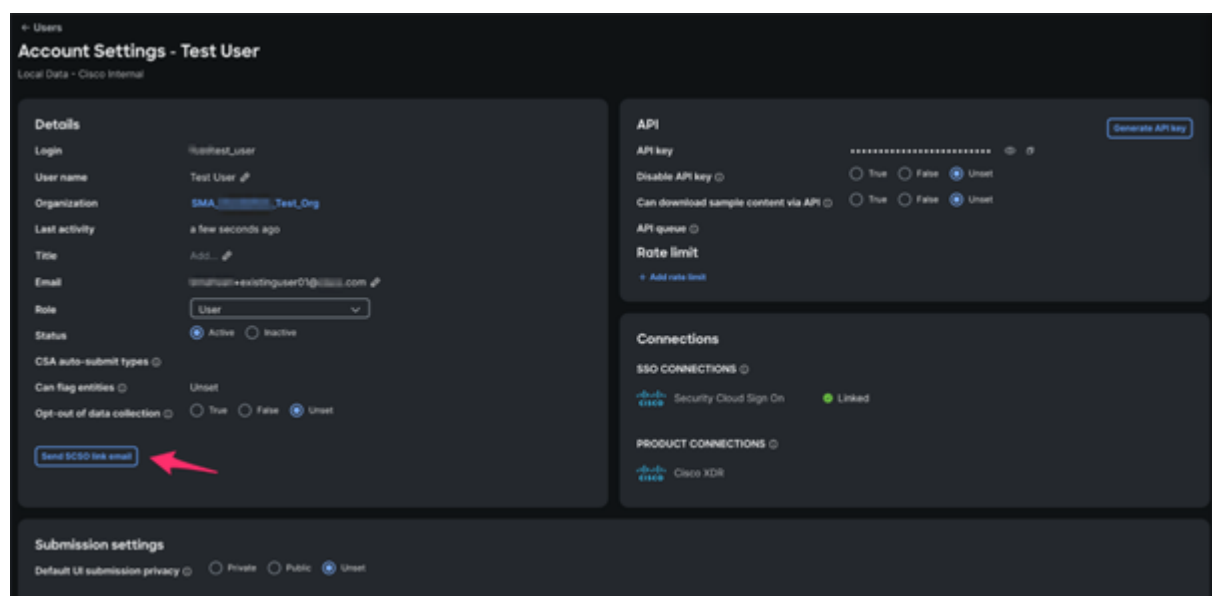 ← Users
Account Settings - Test User
Local Data - Cisco Internal
Details
Login test_user
User name Test User
Organization SMA_ _Test_Org
Last activity a few seconds ago
Title Add...
Email +existinguser01@ .com
Role User
Status Active Inactive
CSA auto-submit types
Can flag entities Unset
Opt-out of data collection True False Unset
Send SCSO link email
API Generate API key
API key
Disable API key True False Unset
Can download sample content via API True False Unset
API queue
Rate limit
+ Add rate limit
Connections
SSO CONNECTIONS
CISCO Security Cloud Sign On Linked
PRODUCT CONNECTIONS
CISCO Cisco XDR
Submission settings
Default UI submission privacy Private Public Unset